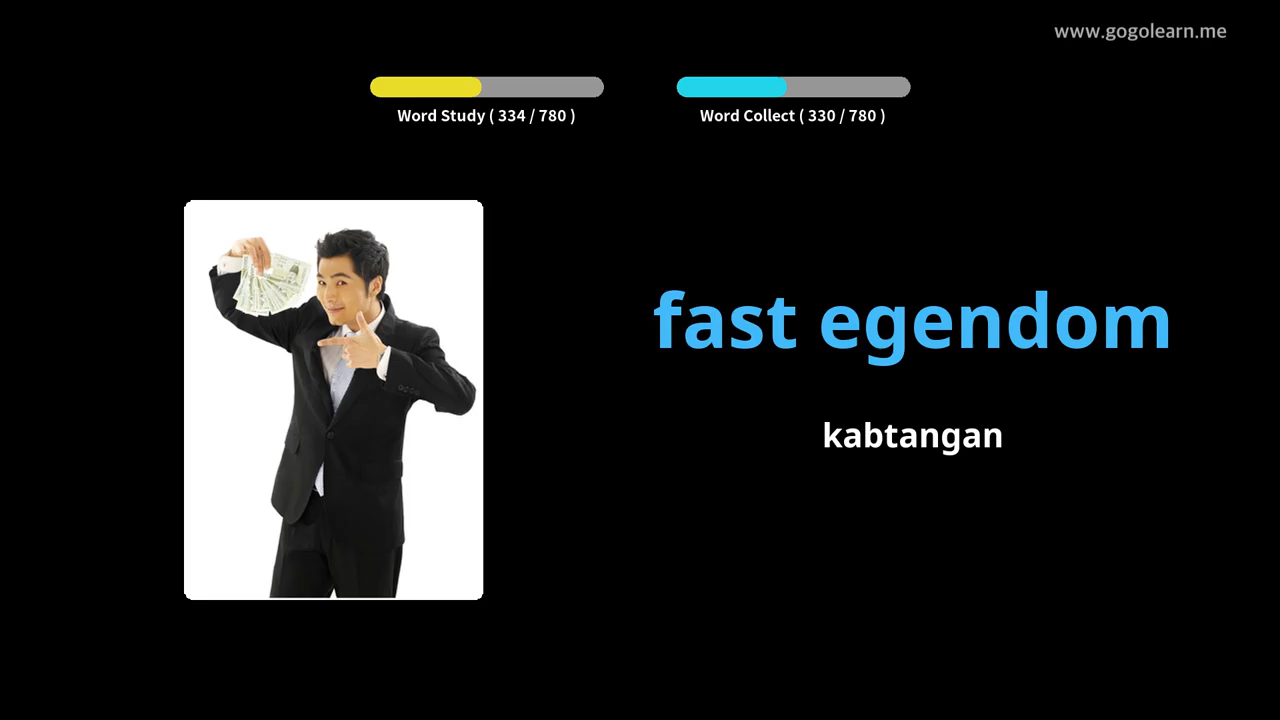 www.gogolearn.me
Word Study ( 334 / 780 )
Word Collect ( 330 / 780 )
fast egendom
kabtangan